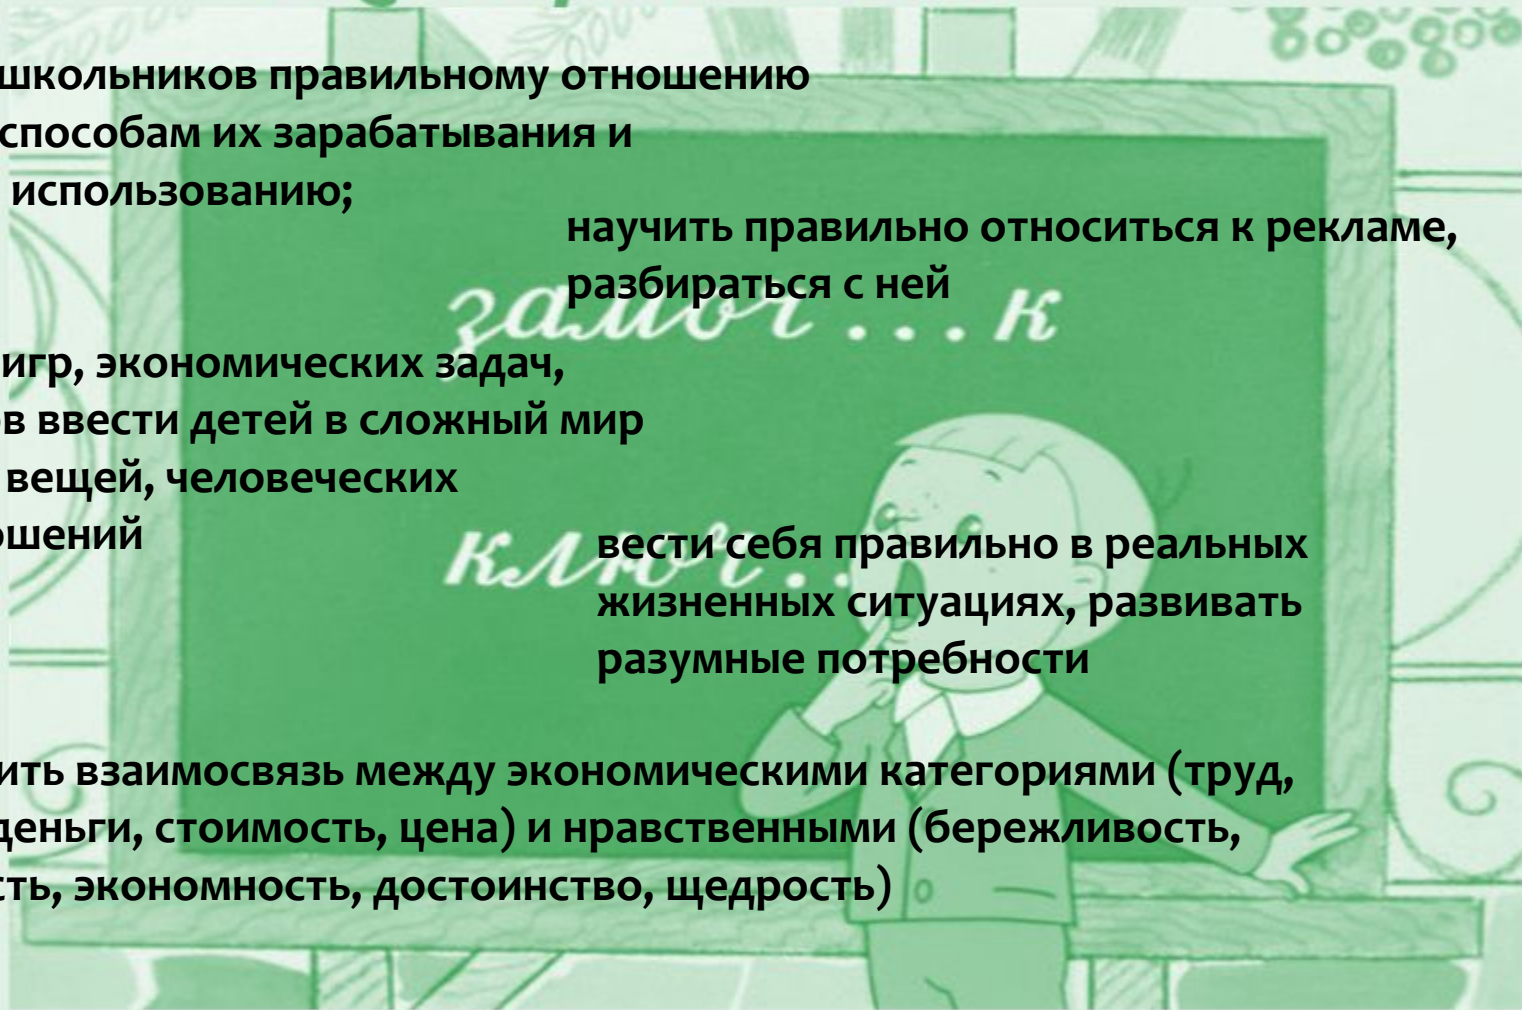 школьников правильному отношению
способам их зарабатывания и
использованию;
научить правильно относиться к рекламе,
разбираться с ней
замоч...к
игр, экономических задач,
ввести детей в сложный мир
вещей, человеческих
ошений
ключ..
вести себя правильно в реальных
жизненных ситуациях, развивать
разумные потребности
ить взаимосвязь между экономическими категориями (труд,
деньги, стоимость, цена) и нравственными (бережливость,
сть, экономность, достоинство, щедрость)